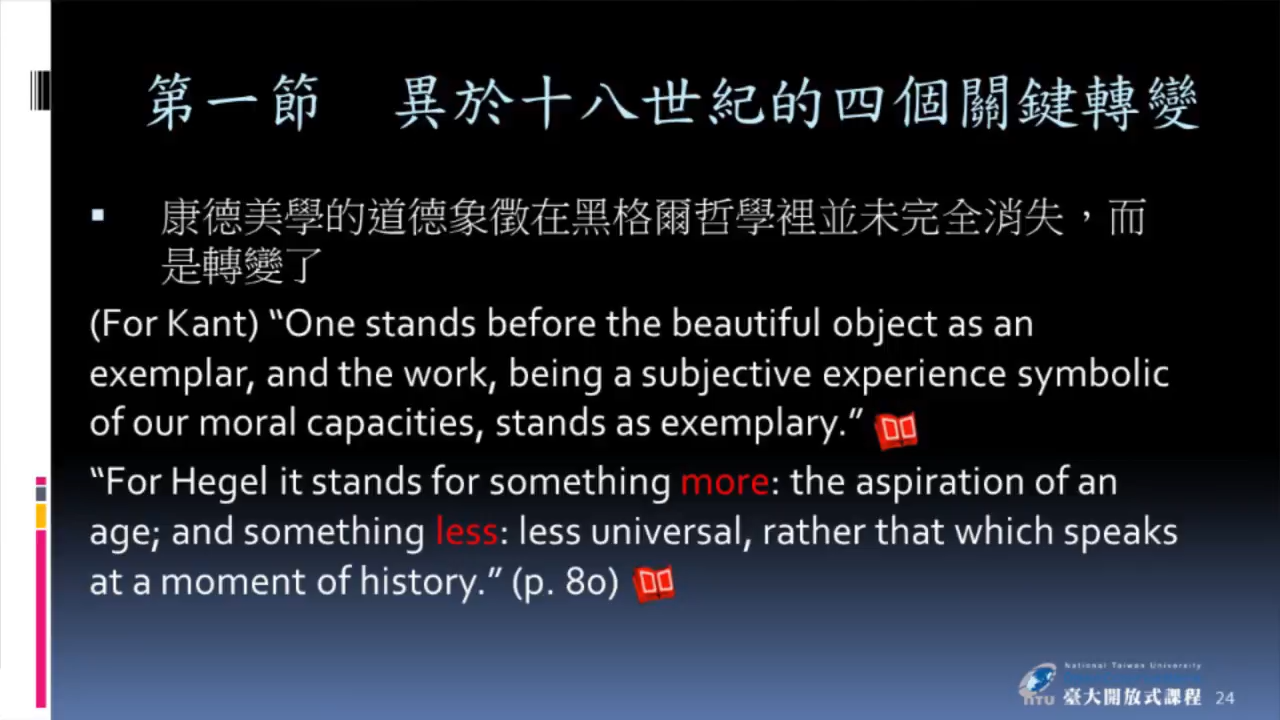 第一節 異於十八世紀的四個關鍵轉變
▪ 康德美學的道德象徵在黑格爾哲學裡並未完全消失，而
是轉變了
(For Kant) “One stands before the beautiful object as an
exemplar, and the work, being a subjective experience symbolic
of our moral capacities, stands as exemplary.”
“For Hegel it stands for something more: the aspiration of an
age; and something less: less universal, rather that which speaks
at a moment of history.” (p. 80)
National Taiwan University
NTU 臺大開放式課程 24